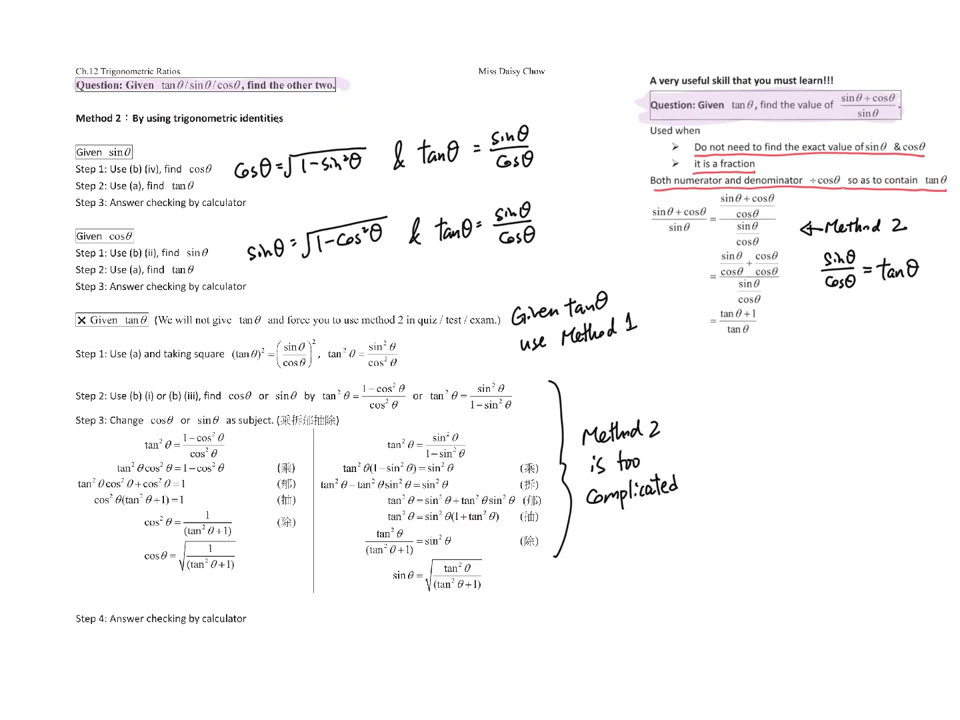 Ch.12 Trigonometric Ratios
Miss Daisy Chow
Question: Given tanθ/sinθ/cosθ, find the other two.
Method 2：By using trigonometric identities
Given sinθ
Step 1: Use (b) (iv), find cosθ
Step 2: Use (a), find tanθ
Step 3: Answer checking by calculator
cosθ = √(1-sin²θ) & tanθ = sinθ/cosθ
Given cosθ
Step 1: Use (b) (ii), find sinθ
Step 2: Use (a), find tanθ
Step 3: Answer checking by calculator
sinθ = √(1-cos²θ) & tanθ = sinθ/cosθ
✕ Given tanθ (We will not give tanθ and force you to use method 2 in quiz / test / exam.)
Given tanθ
use Method 1
Step 1: Use (a) and taking square (tanθ)² = (sinθ/cosθ)², tan²θ = sin²θ/cos²θ
Step 2: Use (b) (i) or (b) (iii), find cosθ or sinθ by tan²θ = (1-cos²θ)/cos²θ or tan²θ = sin²θ/(1-sin²θ)
Step 3: Change cosθ or sinθ as subject. (乘拆郁抽除)
tan²θ = (1-cos²θ)/cos²θ
tan²θcos²θ = 1-cos²θ (乘)
tan²θcos²θ+cos²θ = 1 (郁)
cos²θ(tan²θ+1) = 1 (抽)
cos²θ = 1/(tan²θ+1) (除)
cosθ = √(1/(tan²θ+1))
tan²θ = sin²θ/(1-sin²θ)
tan²θ(1-sin²θ) = sin²θ (乘)
tan²θ-tan²θsin²θ = sin²θ (拆)
tan²θ = sin²θ+tan²θsin²θ (郁)
tan²θ = sin²θ(1+tan²θ) (抽)
tan²θ/(tan²θ+1) = sin²θ (除)
sinθ = √(tan²θ/(tan²θ+1))
Method 2
is too
complicated
Step 4: Answer checking by calculator
A very useful skill that you must learn!!!
Question: Given tanθ, find the value of (sinθ+cosθ)/sinθ.
Used when
➢ Do not need to find the exact value of sinθ & cosθ
➢ it is a fraction
Both numerator and denominator ÷cosθ so as to contain tanθ
(sinθ+cosθ)/sinθ = ((sinθ+cosθ)/cosθ)/(sinθ/cosθ)
= (sinθ/cosθ + cosθ/cosθ)/(sinθ/cosθ)
= (tanθ+1)/tanθ
← Method 2
sinθ/cosθ = tanθ